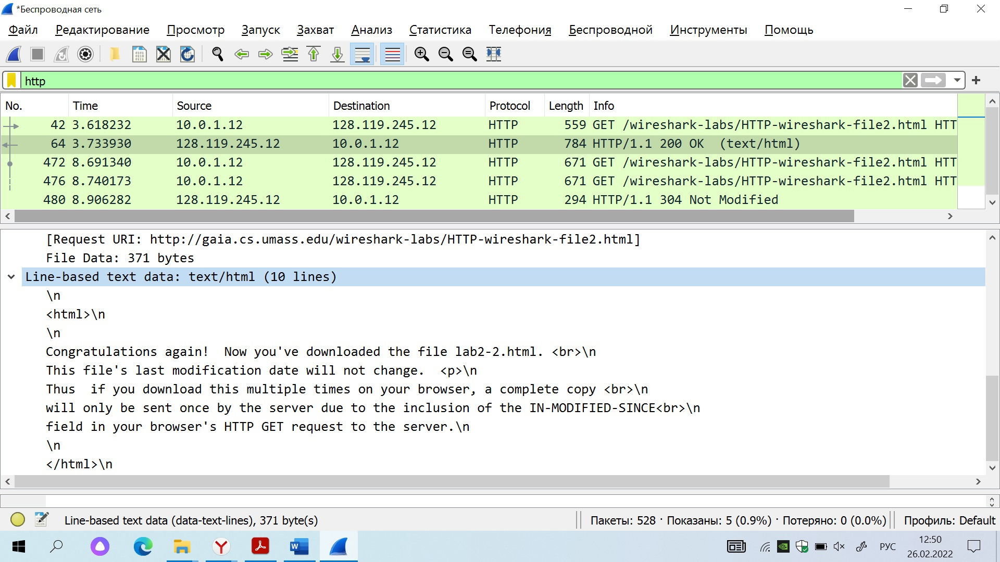 *Беспроводная сеть
Файл Редактирование Просмотр Запуск Захват Анализ Статистика Телефония Беспроводной Инструменты Помощь
http
No. Time Source Destination Protocol Length Info
42 3.618232 10.0.1.12 128.119.245.12 HTTP 559 GET /wireshark-labs/HTTP-wireshark-file2.html HTT
64 3.733930 128.119.245.12 10.0.1.12 HTTP 784 HTTP/1.1 200 OK (text/html)
472 8.691340 10.0.1.12 128.119.245.12 HTTP 671 GET /wireshark-labs/HTTP-wireshark-file2.html HTT
476 8.740173 10.0.1.12 128.119.245.12 HTTP 671 GET /wireshark-labs/HTTP-wireshark-file2.html HTT
480 8.906282 128.119.245.12 10.0.1.12 HTTP 294 HTTP/1.1 304 Not Modified
[Request URI: http://gaia.cs.umass.edu/wireshark-labs/HTTP-wireshark-file2.html]
File Data: 371 bytes
Line-based text data: text/html (10 lines)
\n
<html>\n
\n
Congratulations again!  Now you've downloaded the file lab2-2.html. <br>\n
This file's last modification date will not change.  <p>\n
Thus  if you download this multiple times on your browser, a complete copy <br>\n
will only be sent once by the server due to the inclusion of the IN-MODIFIED-SINCE<br>\n
field in your browser's HTTP GET request to the server.\n
\n
</html>\n
Line-based text data (data-text-lines), 371 byte(s)
Пакеты: 528 · Показаны: 5 (0.9%) · Потеряно: 0 (0.0%)
Профиль: Default
РУС
12:50
26.02.2022